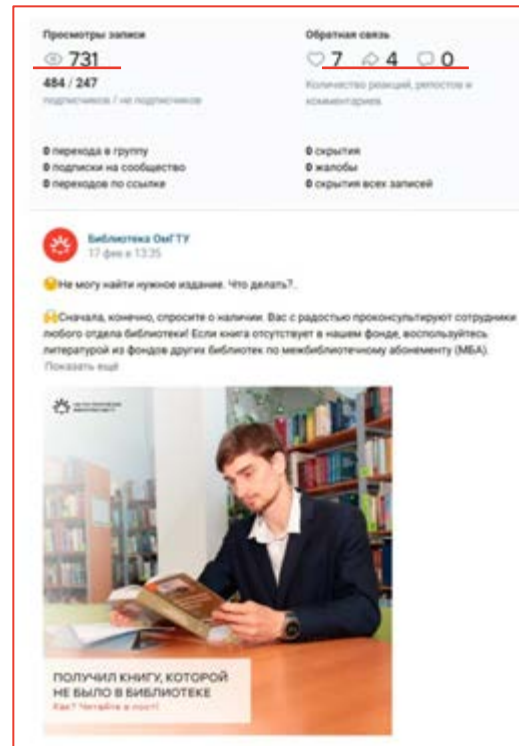 Просмотры записи
731
484 / 247
подписчиков / не подписчиков
0 перехода в группу
0 подписки на сообщество
0 переходов по ссылке
Обратная связь
7 4 0
Количество реакций, репостов и
комментариев
0 скрытия
0 жалобы
0 скрытия всех записей
Библиотека ОмГТУ
17 фев в 13:35
Не могу найти нужное издание. Что делать?..
Сначала, конечно, спросите о наличии. Вас с радостью проконсультируют сотрудники
любого отдела библиотеки! Если книга отсутствует в нашем фонде, воспользуйтесь
литературой из фондов других библиотек по межбиблиотечному абонементу (МБА).
Показать ещё
ПОЛУЧИЛ КНИГУ, КОТОРОЙ
НЕ БЫЛО В БИБЛИОТЕКЕ
Как? Читайте в посте!